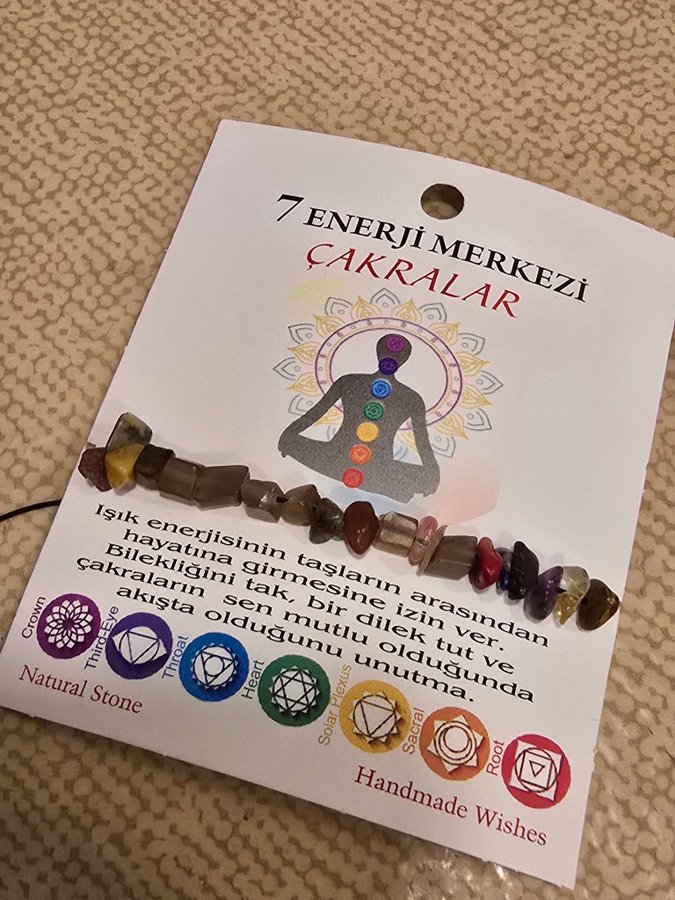 7 ENERJİ MERKEZİ
ÇAKRALAR
Işık enerjisinin taşların arasından
hayatına girmesine izin ver.
Bilekliğini tak, bir dilek tut ve
çakraların sen mutlu olduğunda
akışta olduğunu unutma.
Crown
Third-Eye
Throat
Heart
Solar Plexus
Sacral
Root
Natural Stone
Handmade Wishes